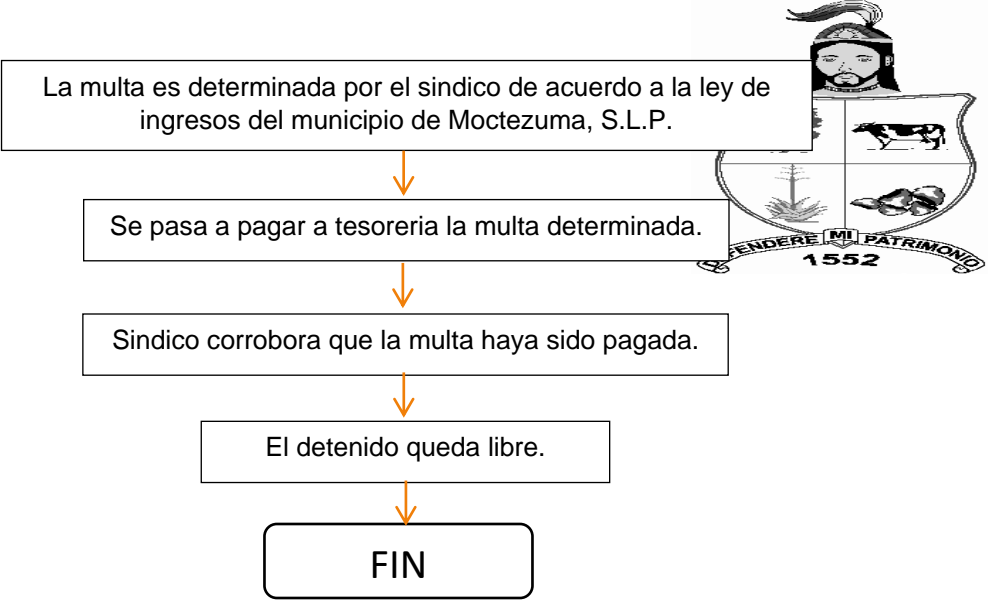 La multa es determinada por el sindico de acuerdo a la ley de
ingresos del municipio de Moctezuma, S.L.P.
Se pasa a pagar a tesoreria la multa determinada.
FENDERE MI PATRIMONIO
1552
Sindico corrobora que la multa haya sido pagada.
El detenido queda libre.
FIN